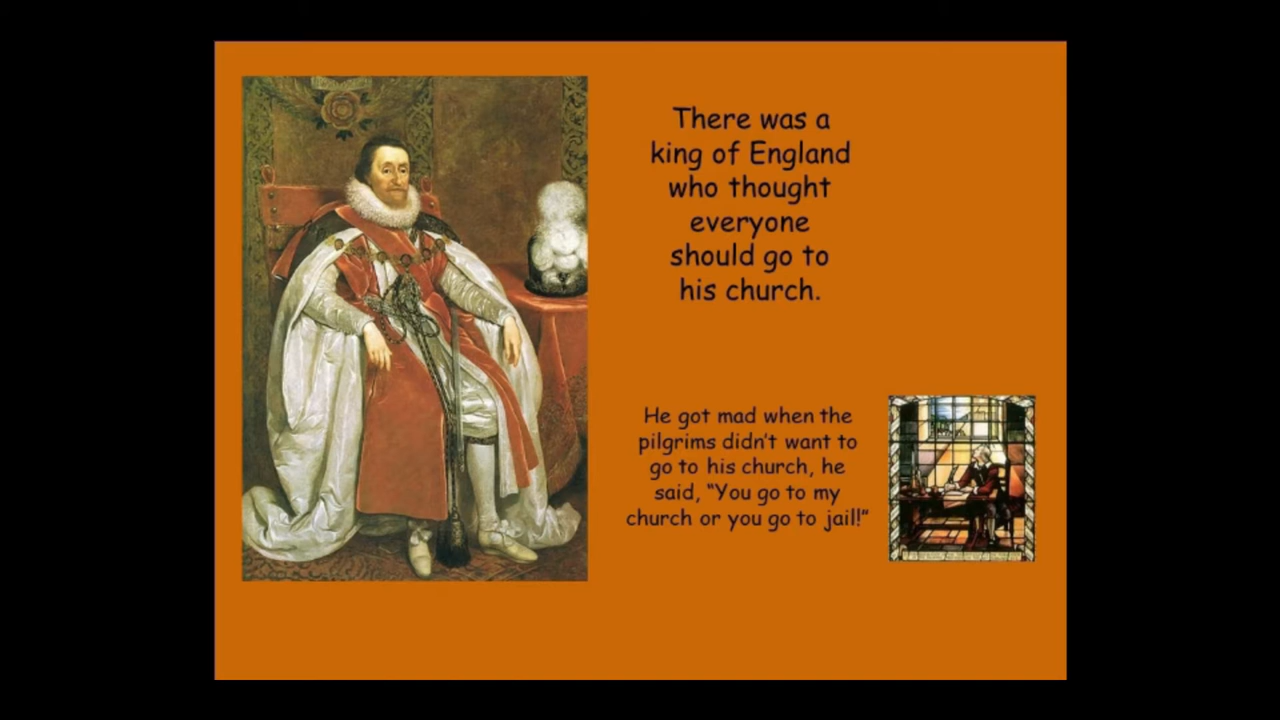 There was a
king of England
who thought
everyone
should go to
his church.
He got mad when the
pilgrims didn't want to
go to his church, he
said, “You go to my
church or you go to jail!”